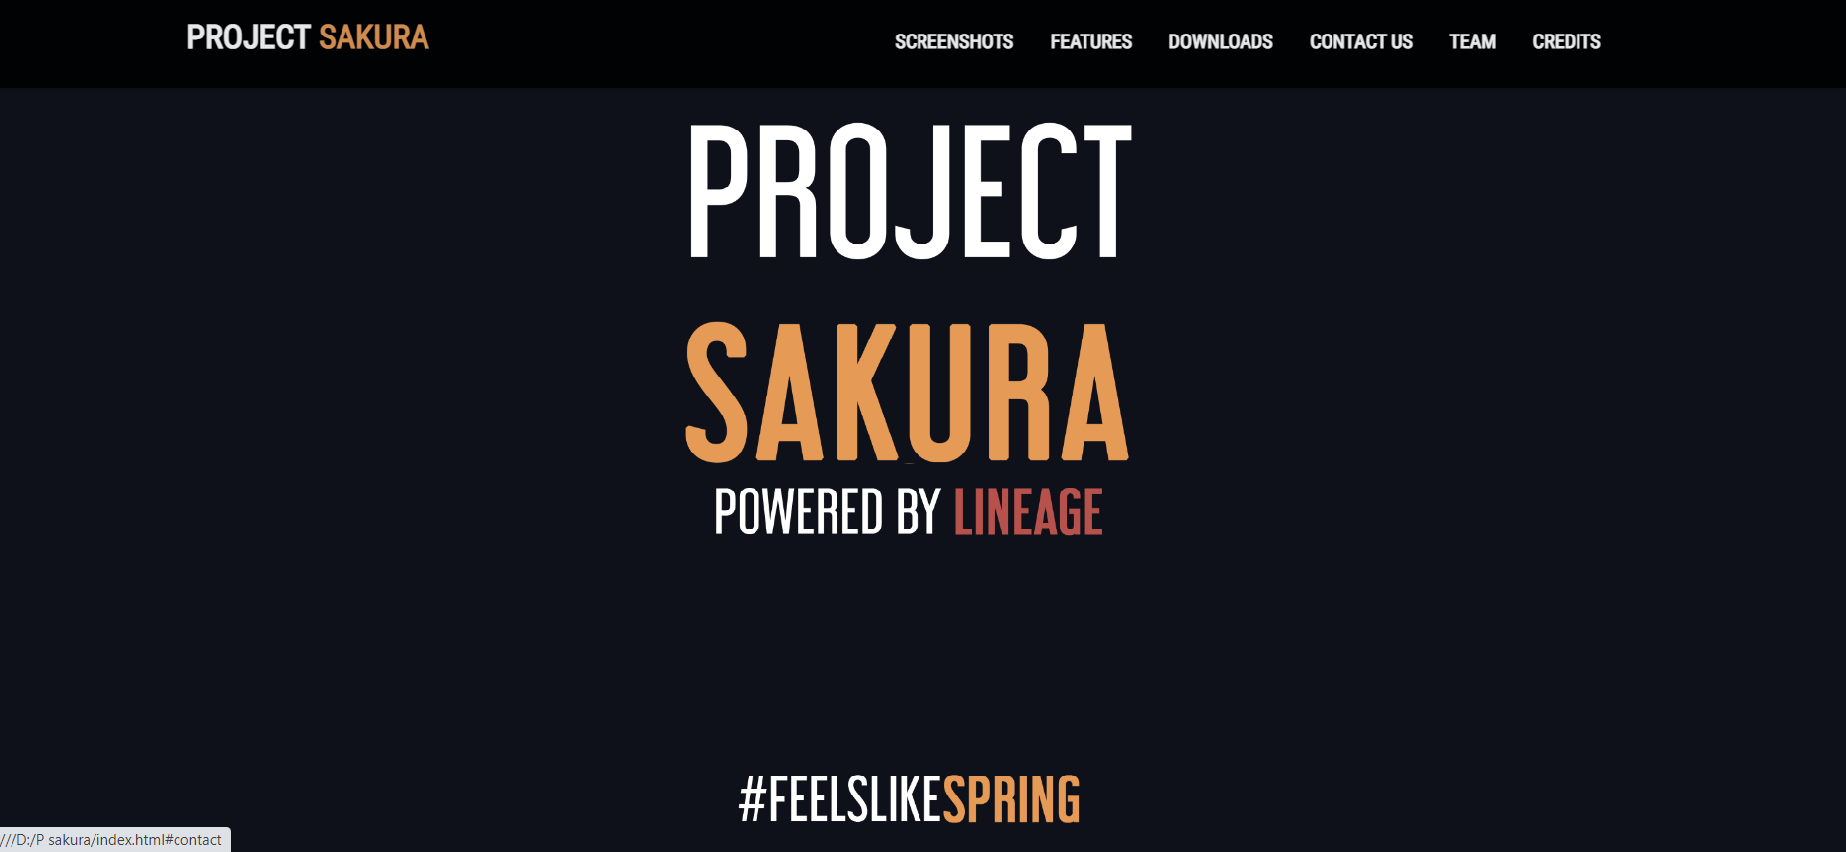 PROJECT SAKURA
SCREENSHOTS FEATURES DOWNLOADS CONTACT US TEAM CREDITS
PROJECT
SAKURA
POWERED BY LINEAGE
#FEELSLIKESPRING
///D:/P sakura/index.html#contact